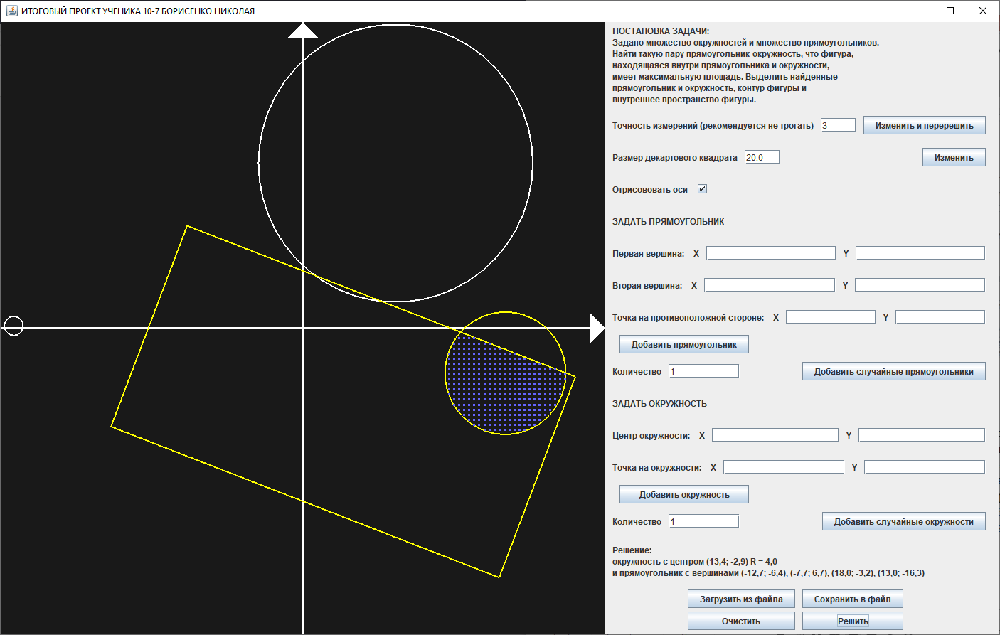 ИТОГОВЫЙ ПРОЕКТ УЧЕНИКА 10-7 БОРИСЕНКО НИКОЛАЯ
ПОСТАНОВКА ЗАДАЧИ:
Задано множество окружностей и множество прямоугольников.
Найти такую пару прямоугольник-окружность, что фигура,
находящаяся внутри прямоугольника и окружности,
имеет максимальную площадь. Выделить найденные
прямоугольник и окружность, контур фигуры и
внутреннее пространство фигуры.
Точность измерений (рекомендуется не трогать) 3 Изменить и перерешить
Размер декартового квадрата 20.0 Изменить
Отрисововать оси
ЗАДАТЬ ПРЯМОУГОЛЬНИК
Первая вершина: X Y
Вторая вершина: X Y
Точка на противоположной стороне: X Y
Добавить прямоугольник
Количество 1 Добавить случайные прямоугольники
ЗАДАТЬ ОКРУЖНОСТЬ
Центр окружности: X Y
Точка на окружности: X Y
Добавить окружность
Количество 1 Добавить случайные окружности
Решение:
окружность с центром (13,4; -2,9) R = 4,0
и прямоугольник с вершинами (-12,7; -6,4), (-7,7; 6,7), (18,0; -3,2), (13,0; -16,3)
Загрузить из файла Сохранить в файл
Очистить Решить